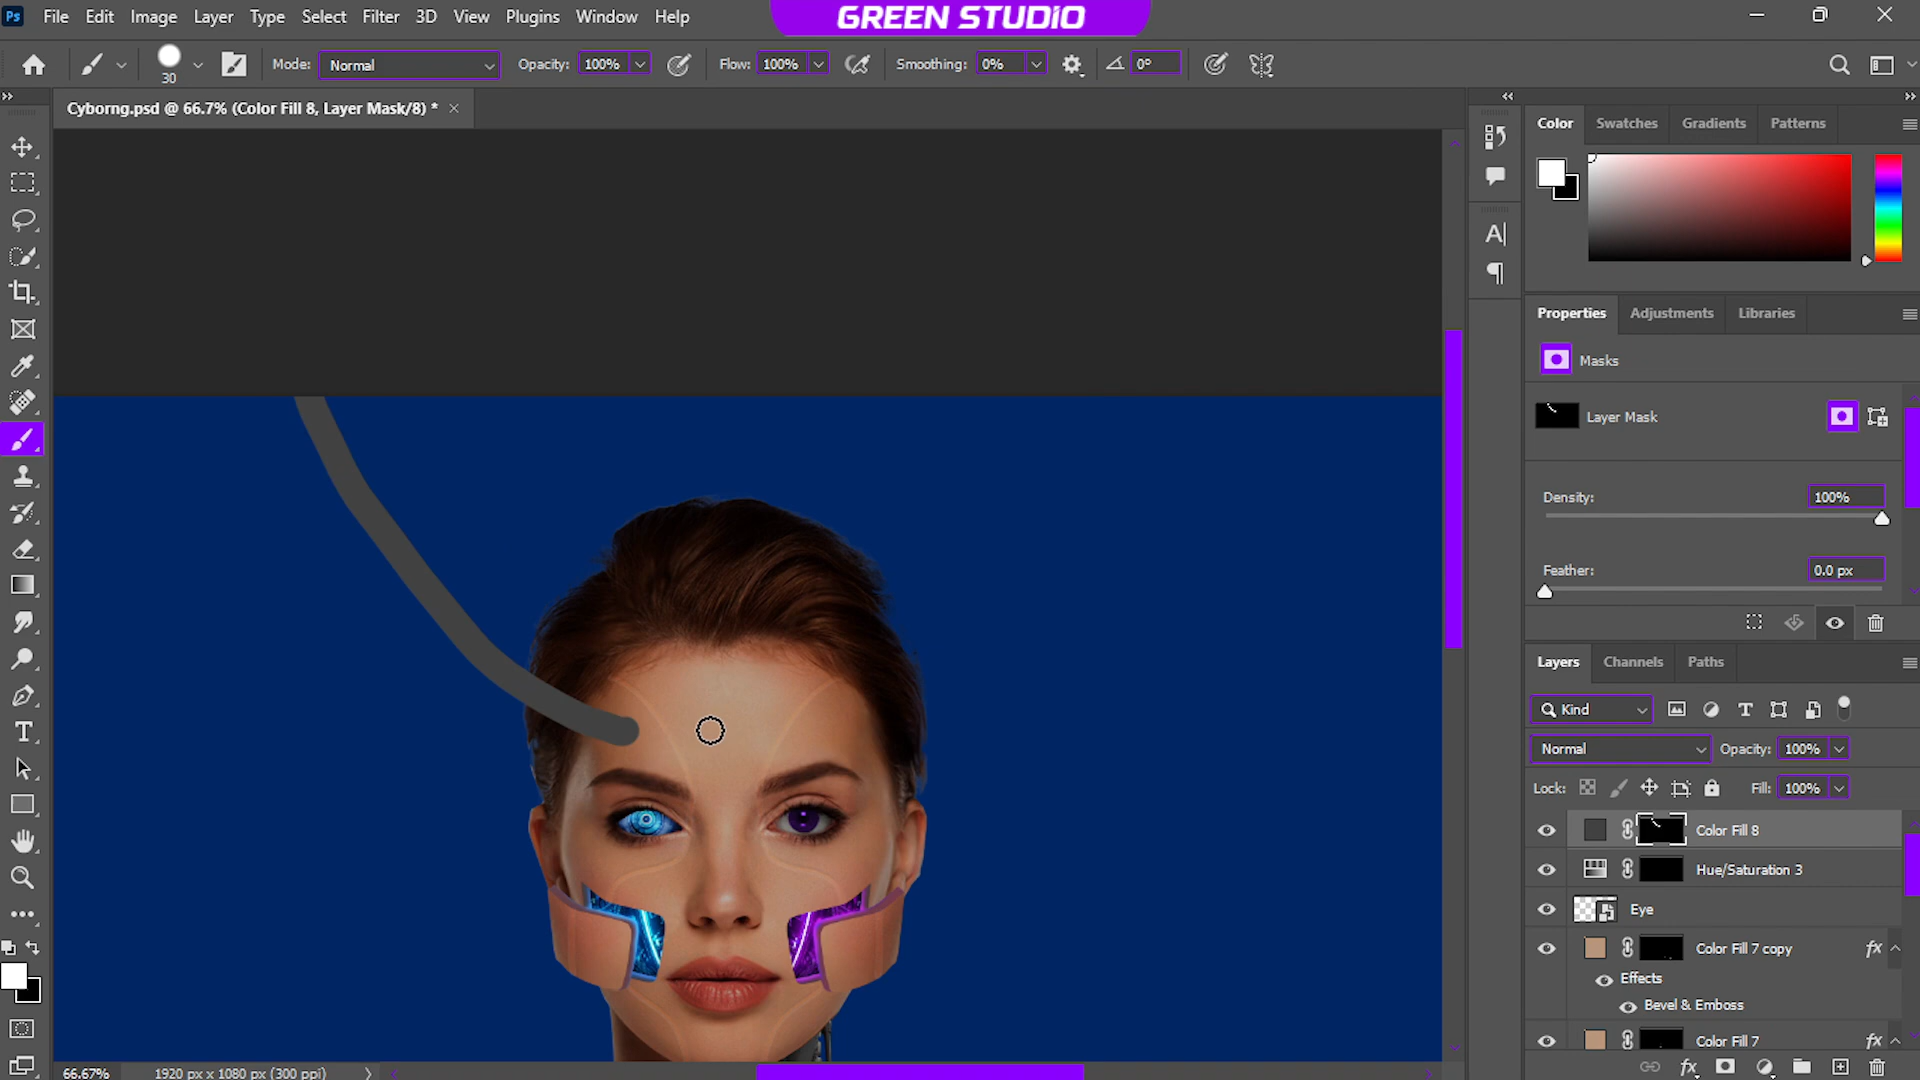 Ps File Edit Image Layer Type Select Filter 3D View Plugins Window Help
GREEN STUDIO
30 Mode: Normal Opacity: 100% Flow: 100% Smoothing: 0% 0°
Cyborng.psd @ 66.7% (Color Fill 8, Layer Mask/8) *
Color Swatches Gradients Patterns
Properties Adjustments Libraries
Masks
Layer Mask
Density: 100%
Feather: 0.0 px
Layers Channels Paths
Kind
Normal Opacity: 100%
Lock: Fill: 100%
Color Fill 8
Hue/Saturation 3
Eye
Color Fill 7 copy fx
Effects
Bevel & Emboss
Color Fill 7 fx
fx
66.67% 1920 px x 1080 px (300 ppi)